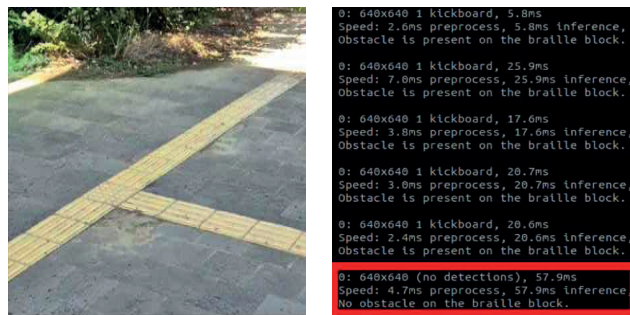 0: 640x640 1 kickboard, 5.8ms
Speed: 2.6ms preprocess, 5.8ms inference,
Obstacle is present on the braille block.
0: 640x640 1 kickboard, 25.9ms
Speed: 7.0ms preprocess, 25.9ms inference,
Obstacle is present on the braille block.
0: 640x640 1 kickboard, 17.6ms
Speed: 3.8ms preprocess, 17.6ms inference,
Obstacle is present on the braille block.
0: 640x640 1 kickboard, 20.7ms
Speed: 3.0ms preprocess, 20.7ms inference,
Obstacle is present on the braille block.
0: 640x640 1 kickboard, 20.6ms
Speed: 2.4ms preprocess, 20.6ms inference,
Obstacle is present on the braille block.
0: 640x640 (no detections), 57.9ms
Speed: 4.7ms preprocess, 57.9ms inference,
No obstacle on the braille block.